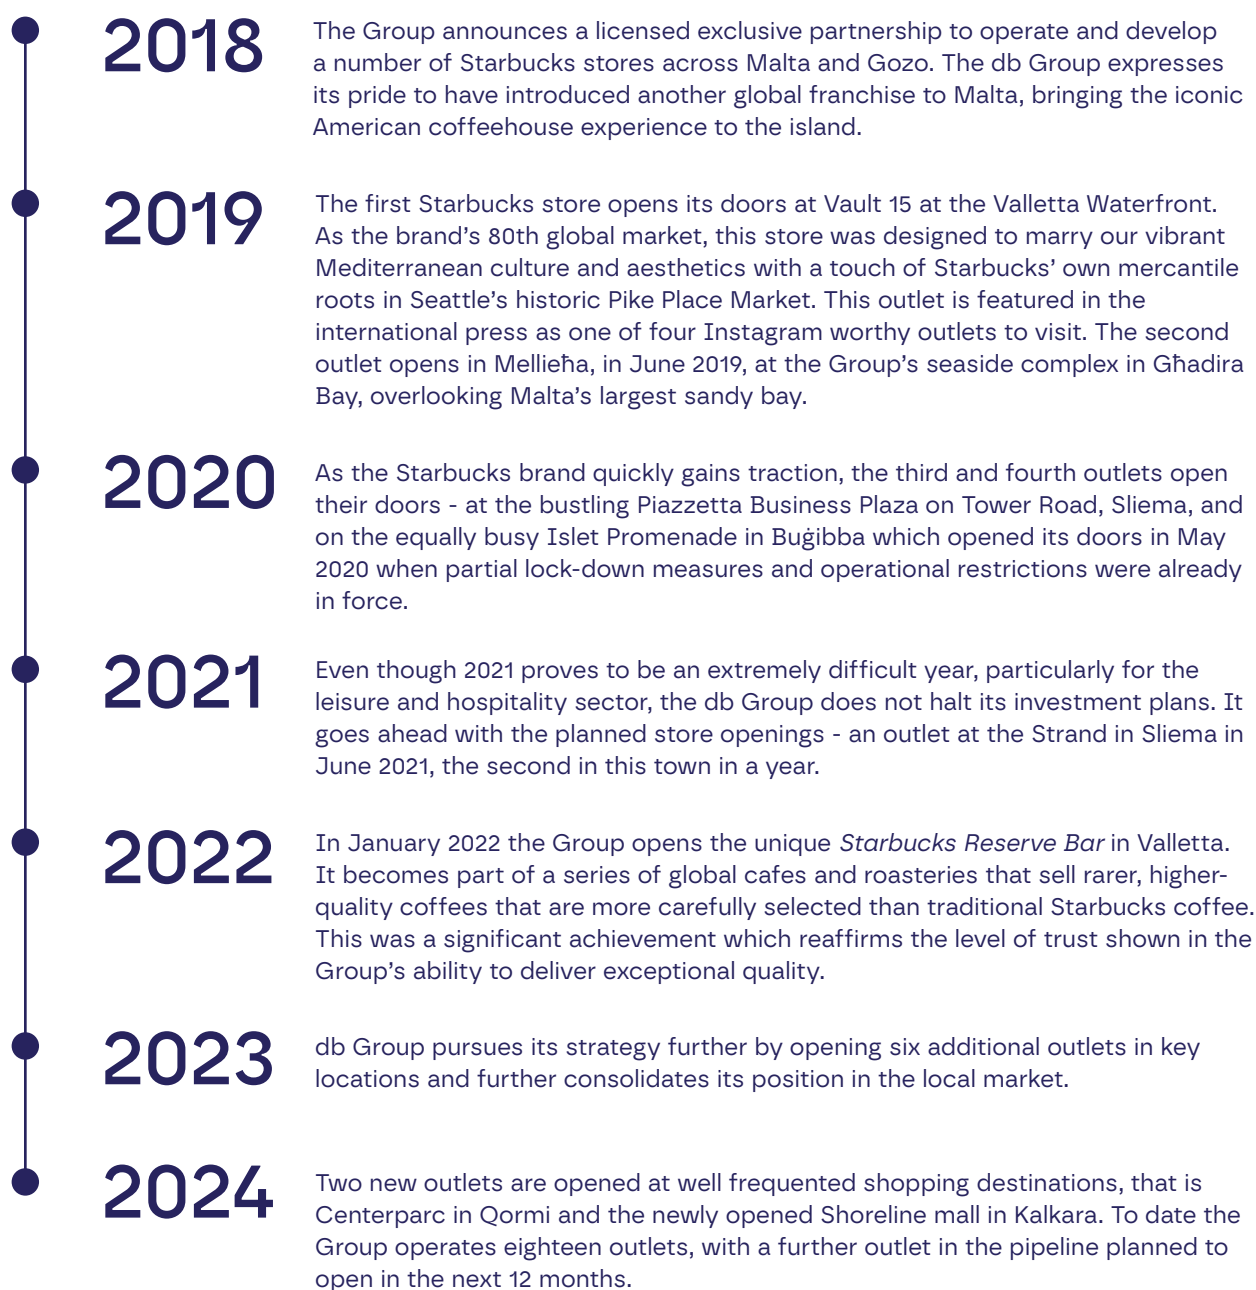 2018
The Group announces a licensed exclusive partnership to operate and develop
a number of Starbucks stores across Malta and Gozo. The db Group expresses
its pride to have introduced another global franchise to Malta, bringing the iconic
American coffeehouse experience to the island.
2019
The first Starbucks store opens its doors at Vault 15 at the Valletta Waterfront.
As the brand’s 80th global market, this store was designed to marry our vibrant
Mediterranean culture and aesthetics with a touch of Starbucks’ own mercantile
roots in Seattle’s historic Pike Place Market. This outlet is featured in the
international press as one of four Instagram worthy outlets to visit. The second
outlet opens in Mellieħa, in June 2019, at the Group’s seaside complex in Għadira
Bay, overlooking Malta’s largest sandy bay.
2020
As the Starbucks brand quickly gains traction, the third and fourth outlets open
their doors - at the bustling Piazzetta Business Plaza on Tower Road, Sliema, and
on the equally busy Islet Promenade in Buġibba which opened its doors in May
2020 when partial lock-down measures and operational restrictions were already
in force.
2021
Even though 2021 proves to be an extremely difficult year, particularly for the
leisure and hospitality sector, the db Group does not halt its investment plans. It
goes ahead with the planned store openings - an outlet at the Strand in Sliema in
June 2021, the second in this town in a year.
2022
In January 2022 the Group opens the unique Starbucks Reserve Bar in Valletta.
It becomes part of a series of global cafes and roasteries that sell rarer, higher-
quality coffees that are more carefully selected than traditional Starbucks coffee.
This was a significant achievement which reaffirms the level of trust shown in the
Group’s ability to deliver exceptional quality.
2023
db Group pursues its strategy further by opening six additional outlets in key
locations and further consolidates its position in the local market.
2024
Two new outlets are opened at well frequented shopping destinations, that is
Centerparc in Qormi and the newly opened Shoreline mall in Kalkara. To date the
Group operates eighteen outlets, with a further outlet in the pipeline planned to
open in the next 12 months.